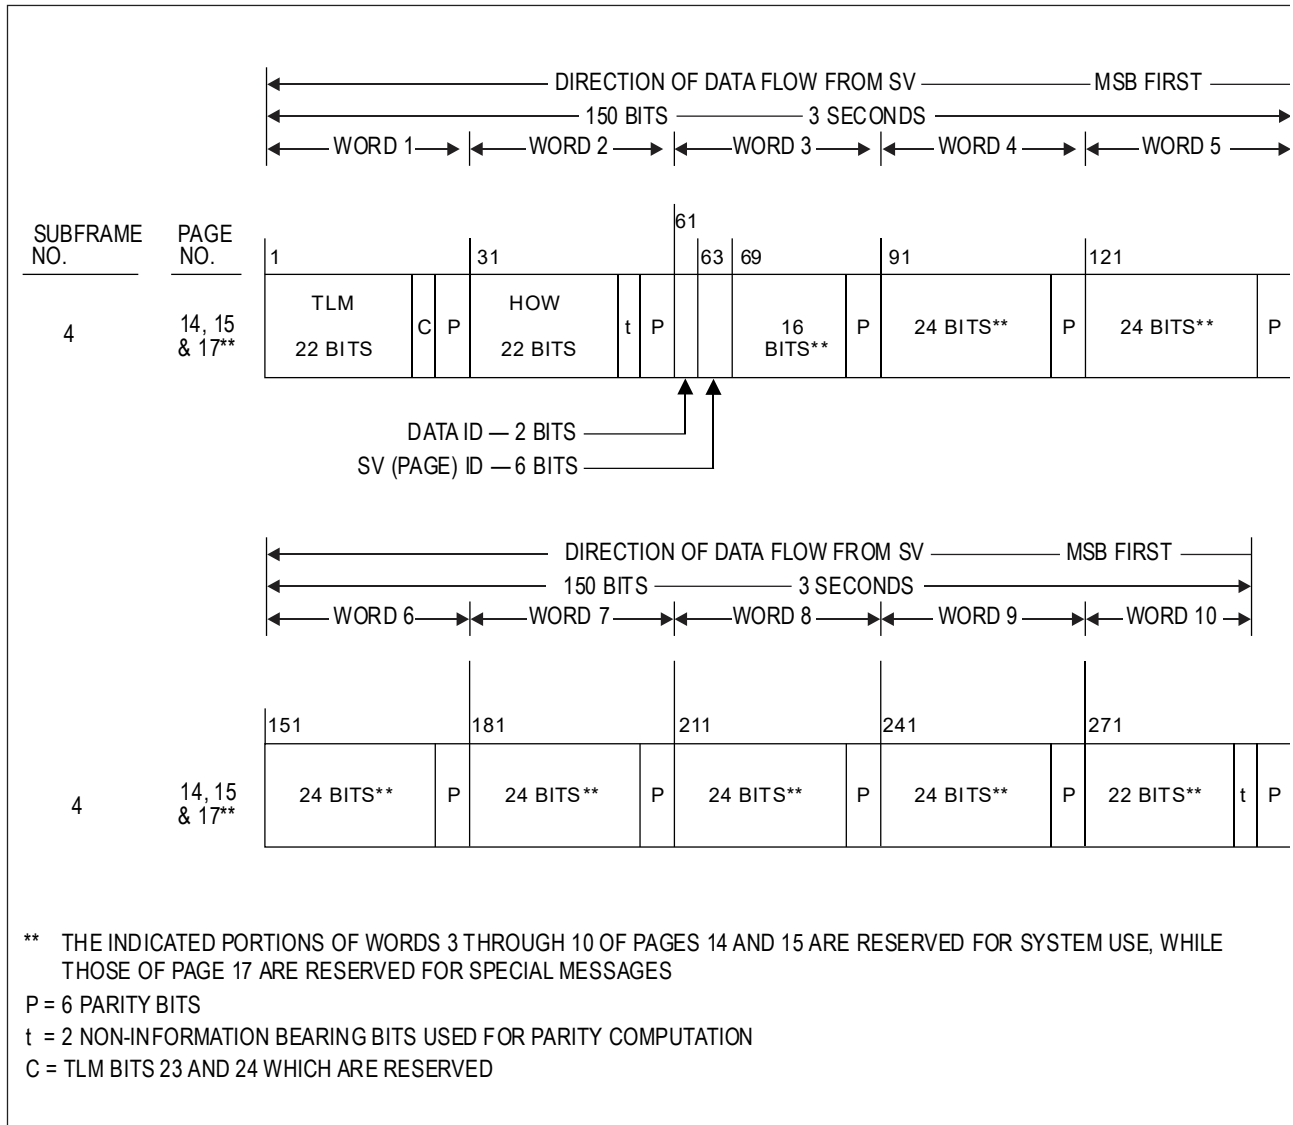 DIRECTION OF DATA FLOW FROM SV MSB FIRST
150 BITS 3 SECONDS
WORD 1 WORD 2 WORD 3 WORD 4 WORD 5
SUBFRAME NO. PAGE NO. 1 31 61 63 69 91 121
4 14, 15 & 17** TLM 22 BITS C P HOW 22 BITS t P 16 BITS** P 24 BITS** P 24 BITS** P
DATA ID — 2 BITS
SV (PAGE) ID — 6 BITS
DIRECTION OF DATA FLOW FROM SV MSB FIRST
150 BITS 3 SECONDS
WORD 6 WORD 7 WORD 8 WORD 9 WORD 10
151 181 211 241 271
4 14, 15 & 17** 24 BITS** P 24 BITS** P 24 BITS** P 24 BITS** P 22 BITS** t P
** THE INDICATED PORTIONS OF WORDS 3 THROUGH 10 OF PAGES 14 AND 15 ARE RESERVED FOR SYSTEM USE, WHILE
THOSE OF PAGE 17 ARE RESERVED FOR SPECIAL MESSAGES
P = 6 PARITY BITS
t = 2 NON-INFORMATION BEARING BITS USED FOR PARITY COMPUTATION
C = TLM BITS 23 AND 24 WHICH ARE RESERVED